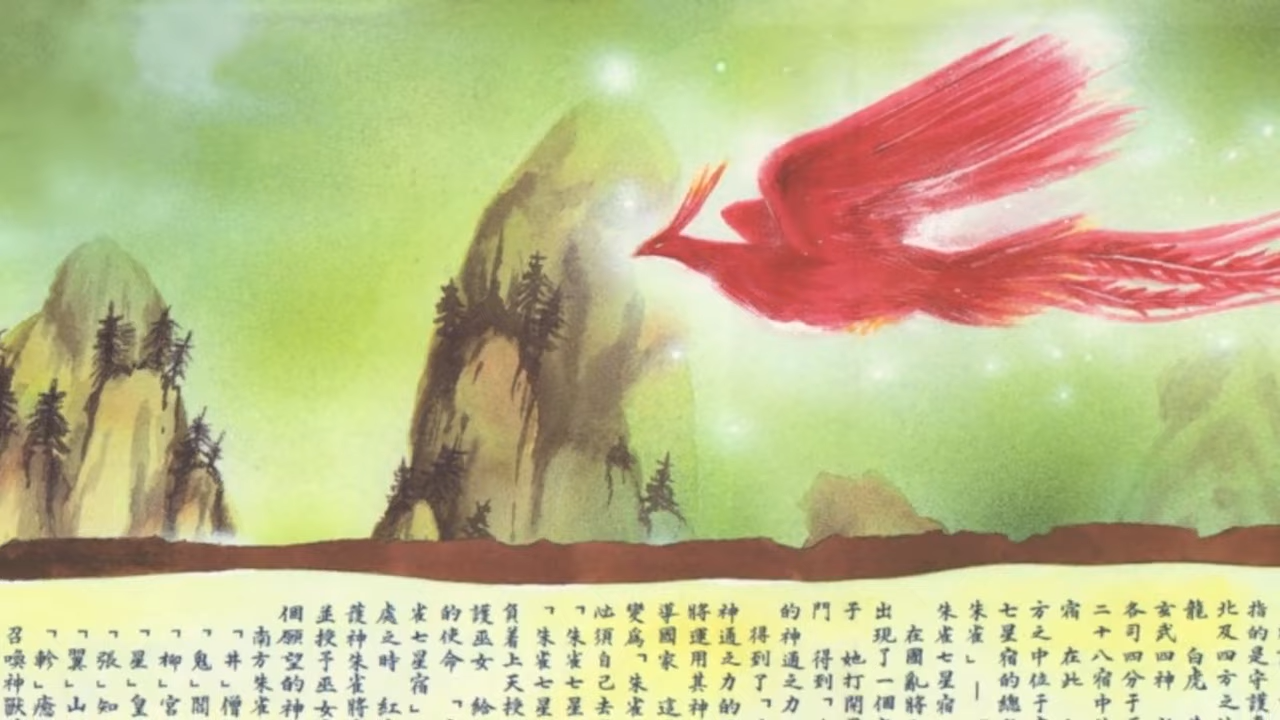 指的是守護
北及四方之
龍　白虎
玄武四神
各司四分于
二十八宿中
宿　在此
方之中位于
七星宿的總
朱雀」—
朱雀七星宿
在國亂將
出現了一個
子　她打開
門　得到「
的神通之力
得到了「
神通之力的
將運用其神
導國家　這
變爲「朱雀
必須自己去
「朱雀七星
「朱雀七星
負着上天授
護巫女　給
的使命　「
雀七星宿」
處之時　紅
護神朱雀將
並授予巫女
個願望的神
南方朱雀
「井」僧
「鬼」閻
「柳」宮
「星」皇
「張」知
「翼」山
「軫」癒
召喚神獸